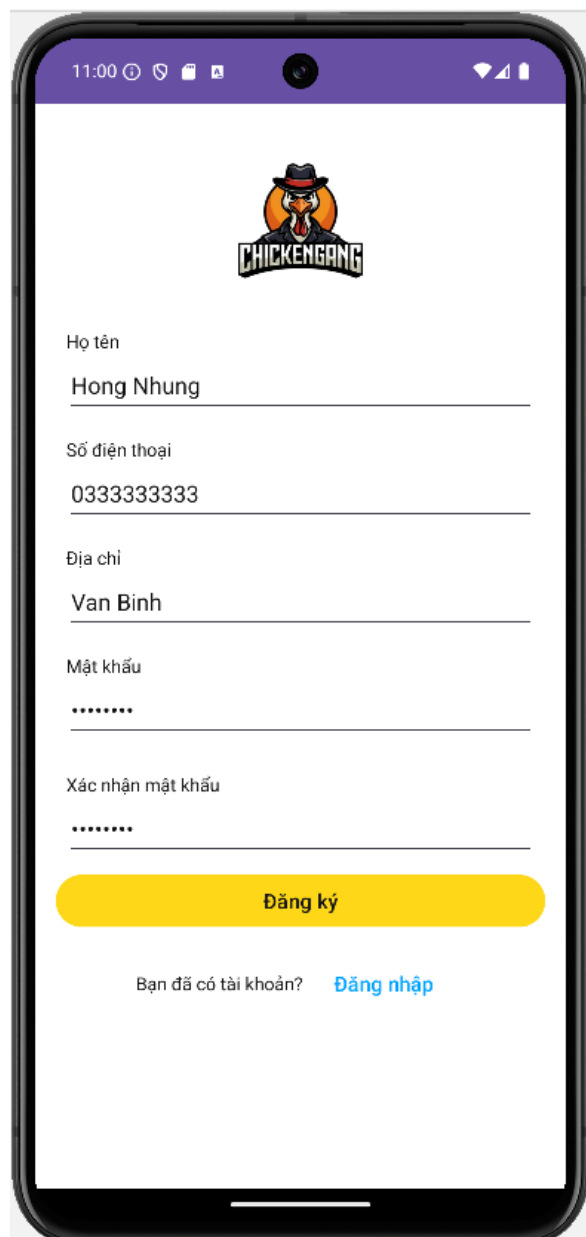 11:00
CHICKENGANG
Họ tên
Hong Nhung
Số điện thoại
0333333333
Địa chỉ
Van Binh
Mật khẩu
••••••••
Xác nhận mật khẩu
••••••••
Đăng ký
Bạn đã có tài khoản? Đăng nhập